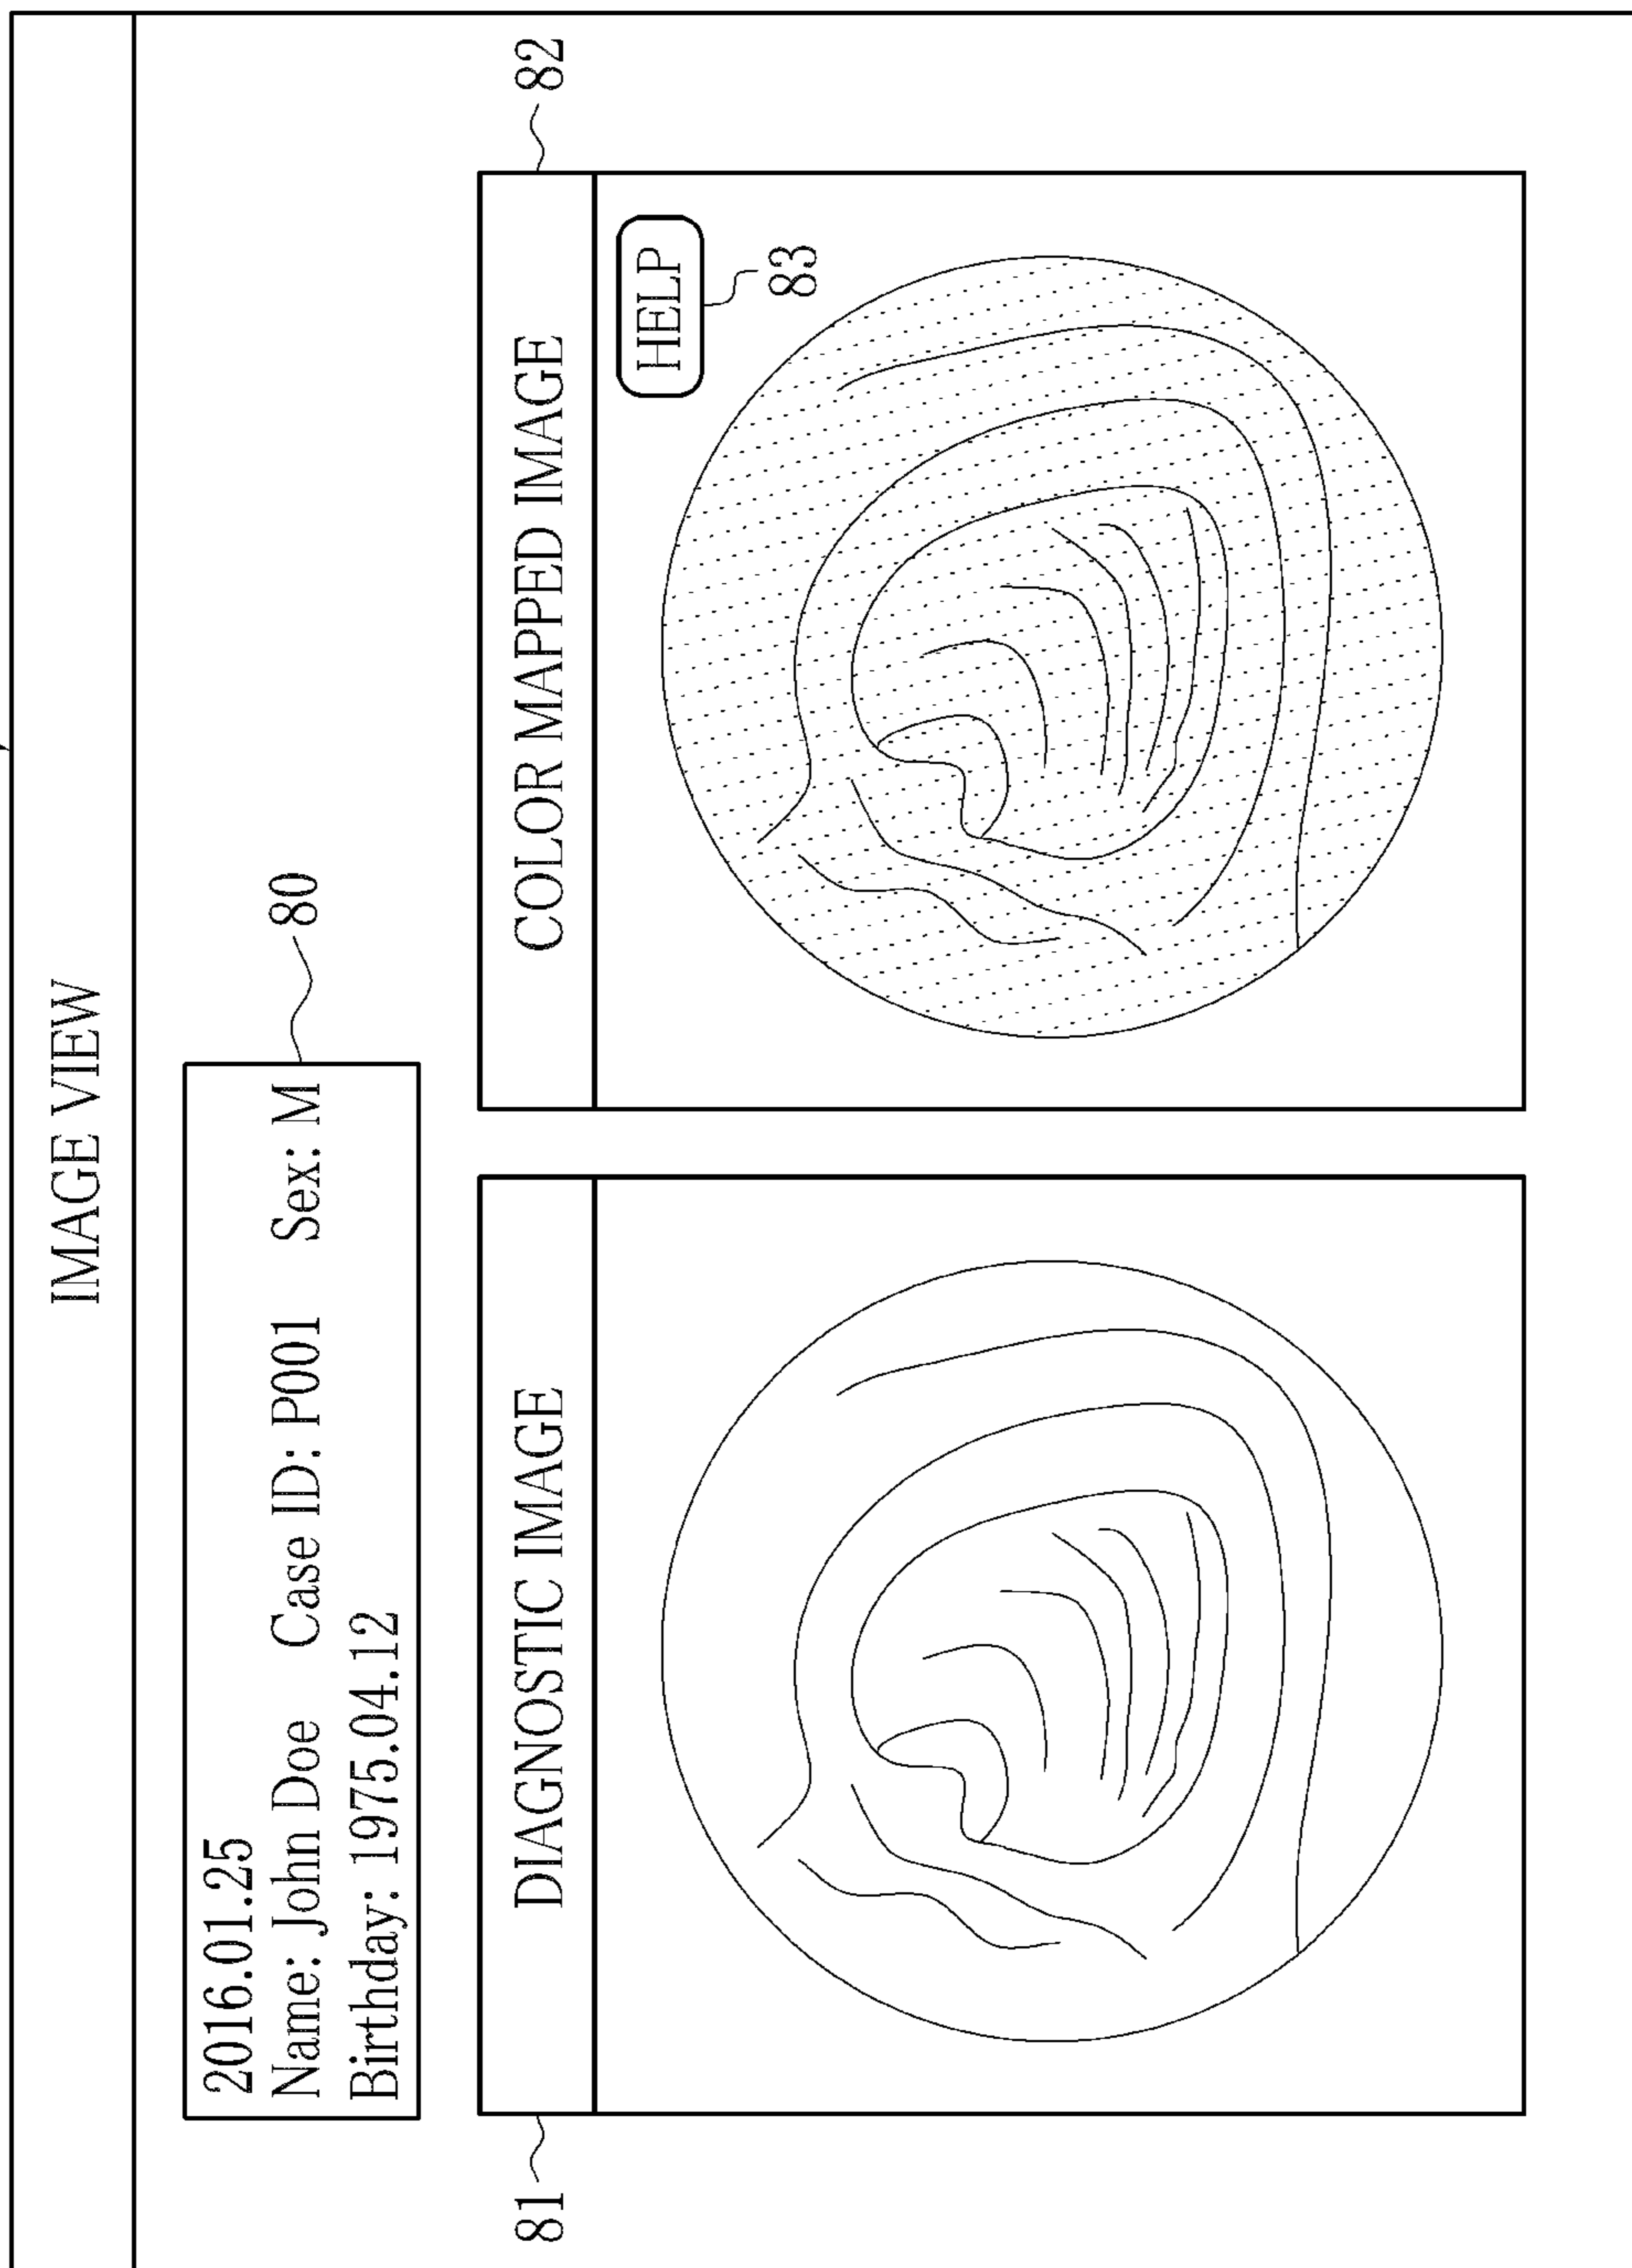 IMAGE VIEW
2016.01.25
Name: John Doe Case ID: P001 Sex: M
Birthday: 1975.04.12
80
81
DIAGNOSTIC IMAGE
COLOR MAPPED IMAGE
82
HELP
83